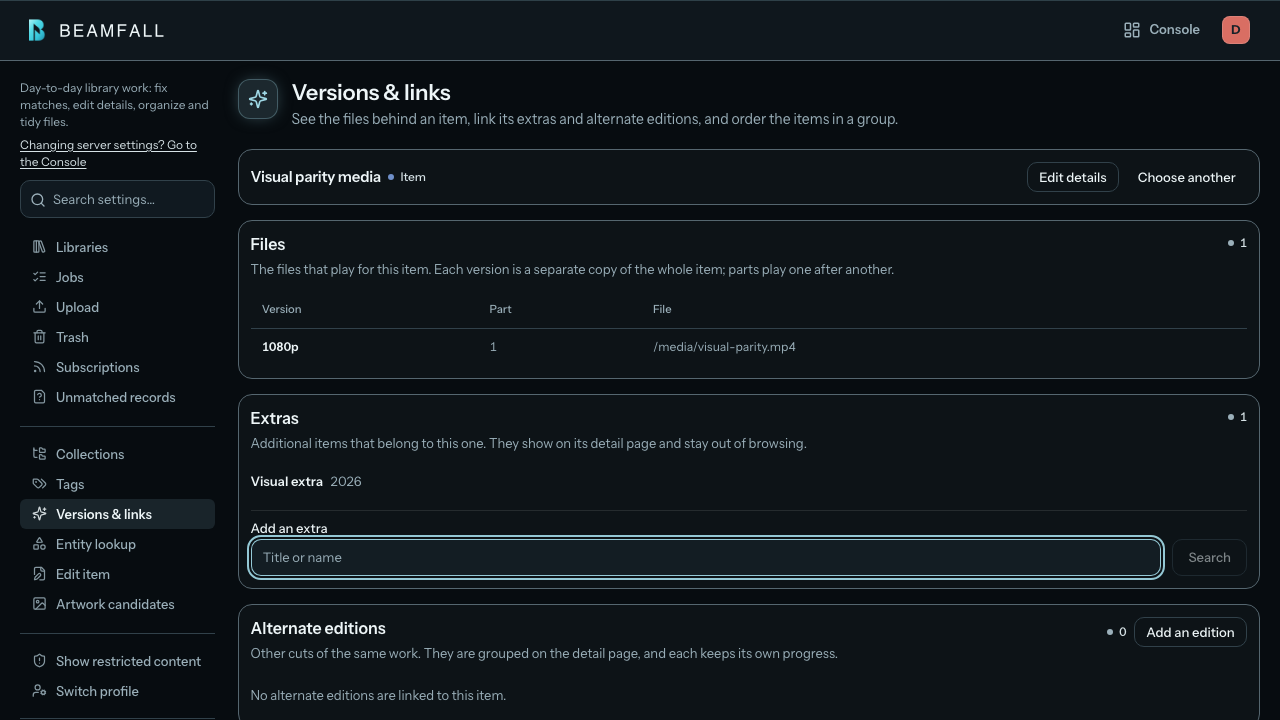 BEAMFALL
Console
D
Day-to-day library work: fix
matches, edit details, organize and
tidy files.
Changing server settings? Go to
the Console
Search settings...
Libraries
Jobs
Upload
Trash
Subscriptions
Unmatched records
Collections
Tags
Versions & links
Entity lookup
Edit item
Artwork candidates
Show restricted content
Switch profile
Versions & links
See the files behind an item, link its extras and alternate editions, and order the items in a group.
Visual parity media Item
Edit details
Choose another
Files
1
The files that play for this item. Each version is a separate copy of the whole item; parts play one after another.
Version Part File
1080p 1 /media/visual-parity.mp4
Extras
1
Additional items that belong to this one. They show on its detail page and stay out of browsing.
Visual extra 2026
Add an extra
Title or name
Search
Alternate editions
0
Add an edition
Other cuts of the same work. They are grouped on the detail page, and each keeps its own progress.
No alternate editions are linked to this item.